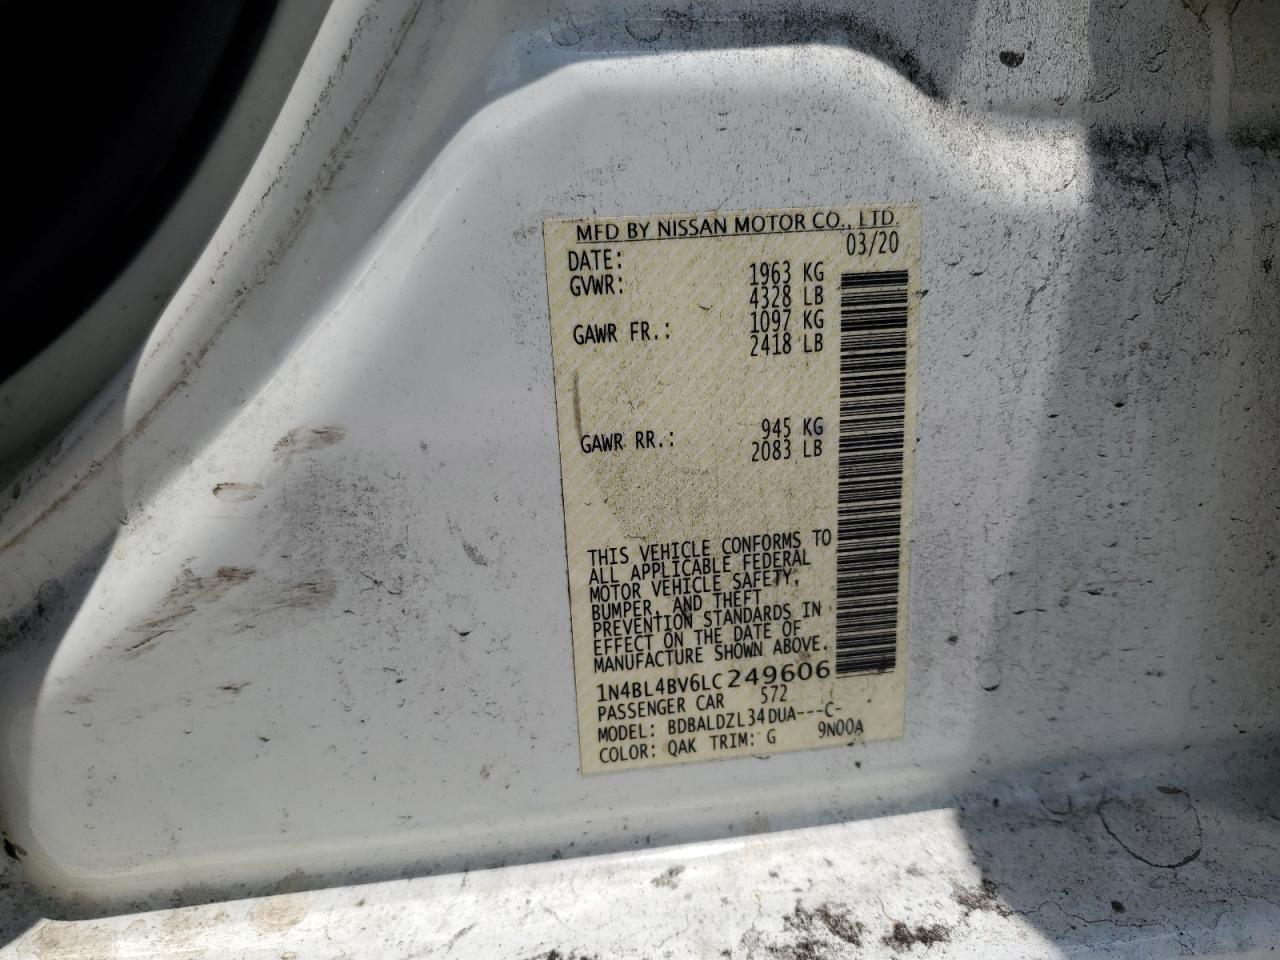 MFD BY NISSAN MOTOR CO., LTD.
DATE: 03/20
GVWR: 1963 KG
4328 LB
GAWR FR.: 1097 KG
2418 LB
GAWR RR.: 945 KG
2083 LB
THIS VEHICLE CONFORMS TO
ALL APPLICABLE FEDERAL
MOTOR VEHICLE SAFETY,
BUMPER, AND THEFT
PREVENTION STANDARDS IN
EFFECT ON THE DATE OF
MANUFACTURE SHOWN ABOVE.
1N4BL4BV6LC249606
PASSENGER CAR 572
MODEL: BDBALDZL34DUA---C-
COLOR: QAK TRIM: G 9N00A